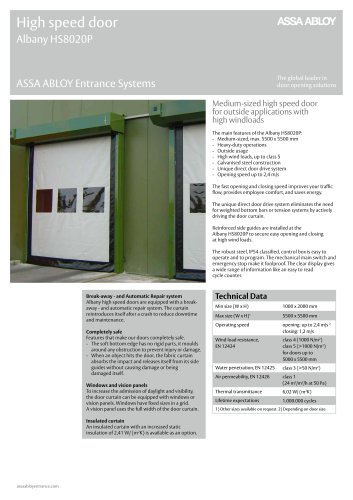 High speed door
Albany HS8020P
ASSA ABLOY
ASSA ABLOY Entrance Systems
The global leader in
door opening solutions
Medium-sized high speed door
for outside applications with
high windloads
The main features of the Albany HS8020P:
- Medium-sized, max. 5500 x 5500 mm
- Heavy-duty operations
- Outside usage
- High wind loads, up to class 5
- Galvanised steel construction
- Unique direct door drive system
- Opening speed up to 2,4 m/s
The fast opening and closing speed improves your traffic
flow, provides employee comfort, and saves energy.
The unique direct door drive system eliminates the need
for weighted bottom bars or tension systems by actively
driving the door curtain.
Reinforced side guides are installed at the
Albany HS8020P to secure easy opening and closing
at high wind loads.
The robust steel, IP54 classified, control box is easy to
operate and to program. The mechanical main switch and
emergency stop make it foolproof. The clear display gives
a wide range of information like an easy to read
cycle counter.
Break-away - and Automatic Repair system
Albany high speed doors are equipped with a break-
away - and automatic repair system. The curtain
reintroduces itself after a crash to reduce downtime
and maintenance.
Completely safe
Features that make our doors completely safe:
- The soft bottom edge has no rigid parts, it moulds
around any obstruction to prevent injury or damage.
- When an object hits the door, the fabric curtain
absorbs the impact and releases itself from its side
guides without causing damage or being
damaged itself.
Windows and vision panels
To increase the admission of daylight and visibility,
the door curtain can be equipped with windows or
vision panels. Windows have fixed sizes in a grid.
A vision panel uses the full width of the door curtain.
Insulated curtain
An insulated curtain with an increased static
insulation of 2,41 W/ (m²K) is available as an option.
Technical Data
Min size (W x H) 1000 x 2000 mm
Max size (W x H)¹ 5500 x 5500 mm
Operating speed opening: up to 2,4 m/s ²
closing: 1,2 m/s
Wind load resistance, class 4 (1000 N/m²)
EN 12424 class 5 (>1000 N/m²)
for doors up to
5000 x 5000 mm
Water penetration, EN 12425 class 3 (>50 N/m²)
Air permeability, EN 12426 class 1
(24 m³/m²/h at 50 Pa)
Thermal transmittance 6,02 W/ (m²K)
Lifetime expectations 1.000.000 cycles
1) Other sizes available on request 2) Depending on door size
assaabloyentrance.com